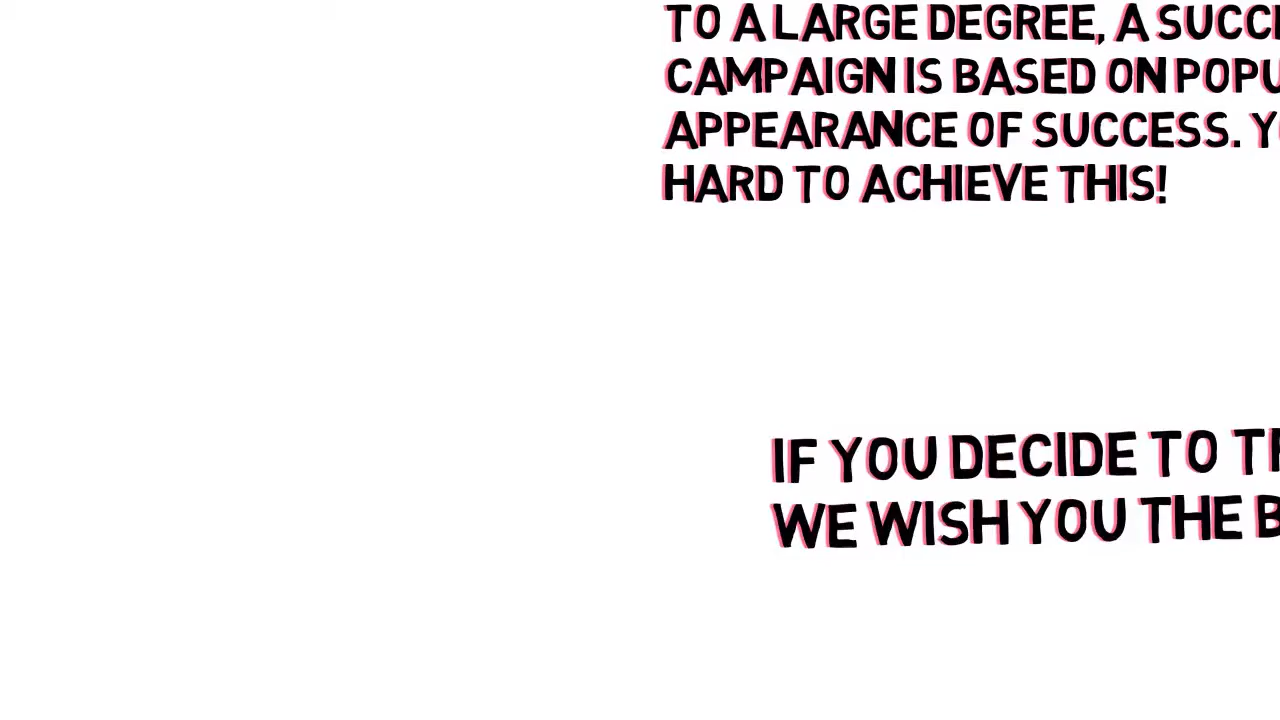 TO A LARGE DEGREE, A
CAMPAIGN IS BASED ON
APPEARANCE OF SUCCESS.
HARD TO ACHIEVE THIS!
IF YOU DECIDE TO
WE WISH YOU THE